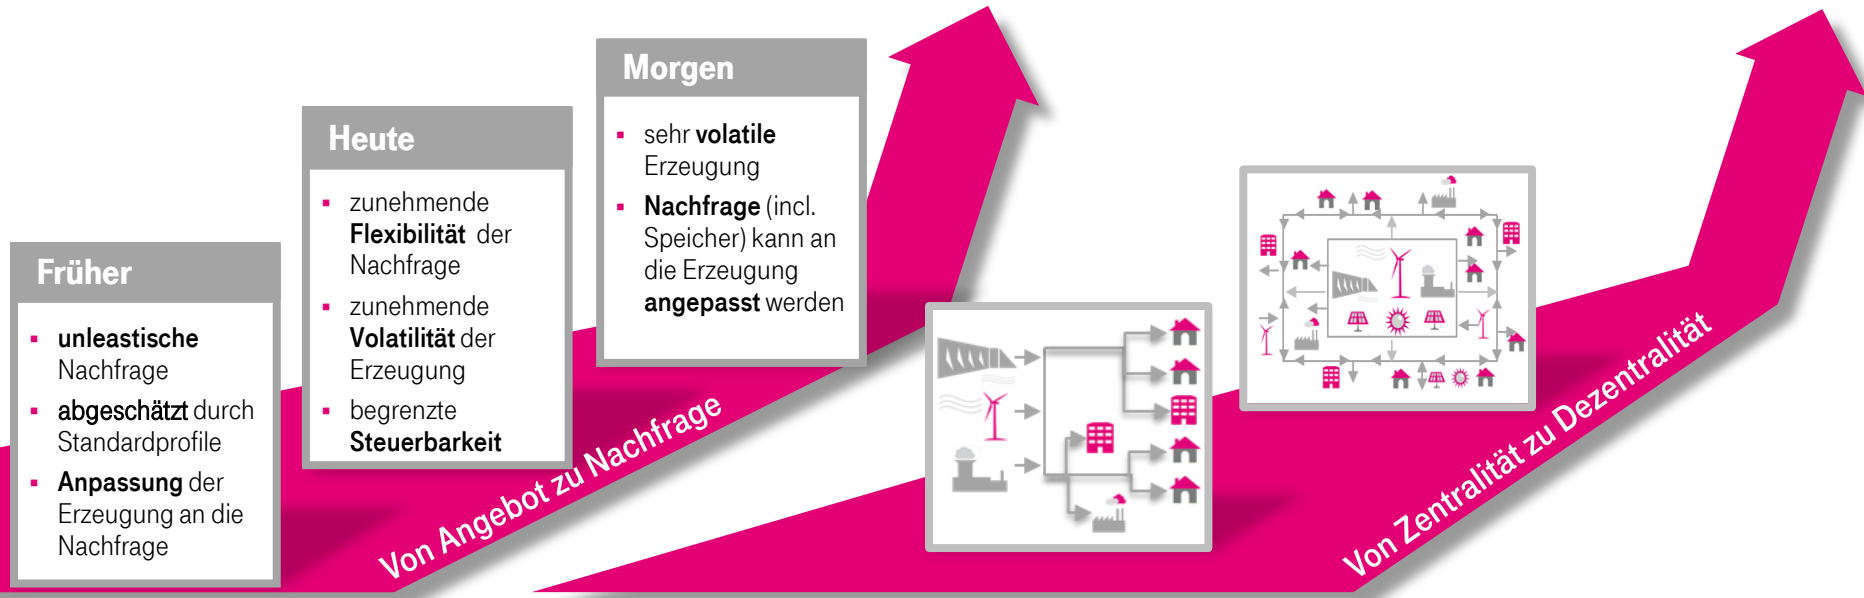 Früher
▪ unleastische
Nachfrage
▪ abgeschätzt durch
Standardprofile
▪ Anpassung der
Erzeugung an die
Nachfrage
Heute
▪ zunehmende
Flexibilität der
Nachfrage
▪ zunehmende
Volatilität der
Erzeugung
▪ begrenzte
Steuerbarkeit
Morgen
▪ sehr volatile
Erzeugung
▪ Nachfrage (incl.
Speicher) kann an
die Erzeugung
angepasst werden
Von Angebot zu Nachfrage
Von Zentralität zu Dezentralität